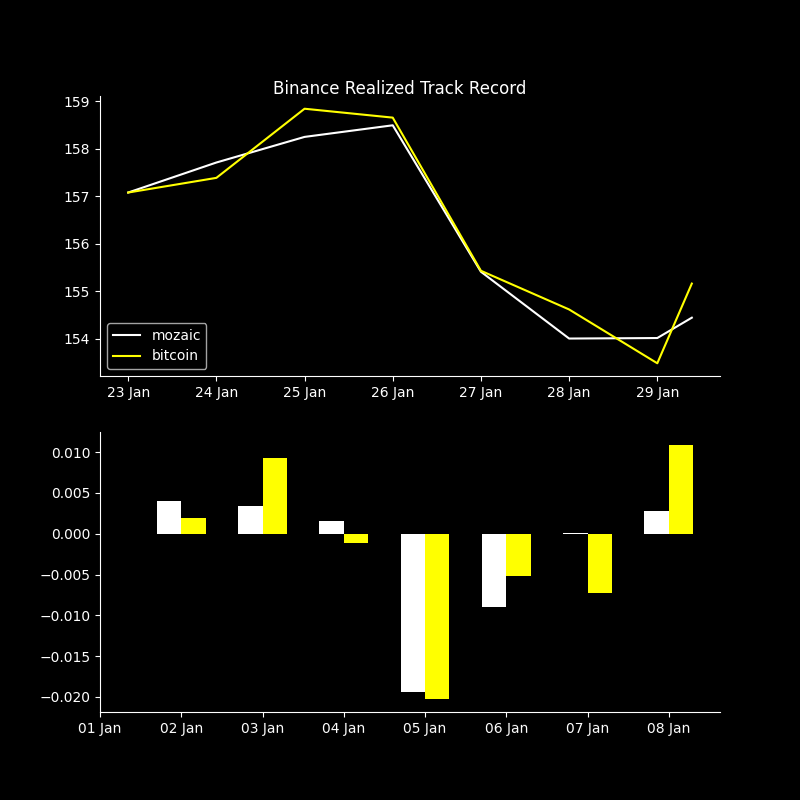 Binance Realized Track Record
159
158
157
156
155
154
mozaic
bitcoin
23 Jan 24 Jan 25 Jan 26 Jan 27 Jan 28 Jan 29 Jan
0.010
0.005
0.000
−0.005
−0.010
−0.015
−0.020
01 Jan 02 Jan 03 Jan 04 Jan 05 Jan 06 Jan 07 Jan 08 Jan